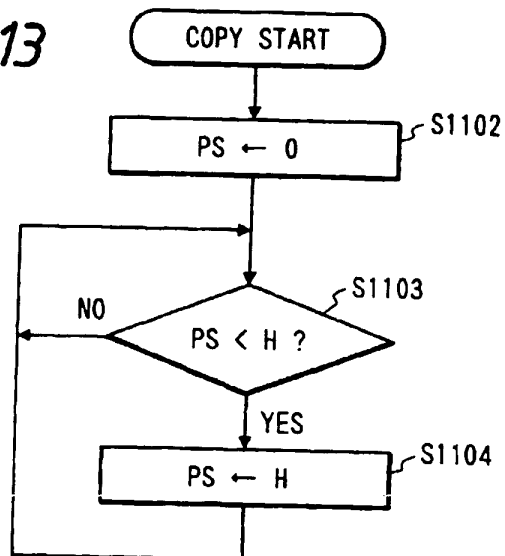 13
COPY START
PS ← 0
S1102
S1103
NO
PS < H ?
YES
S1104
PS ← H